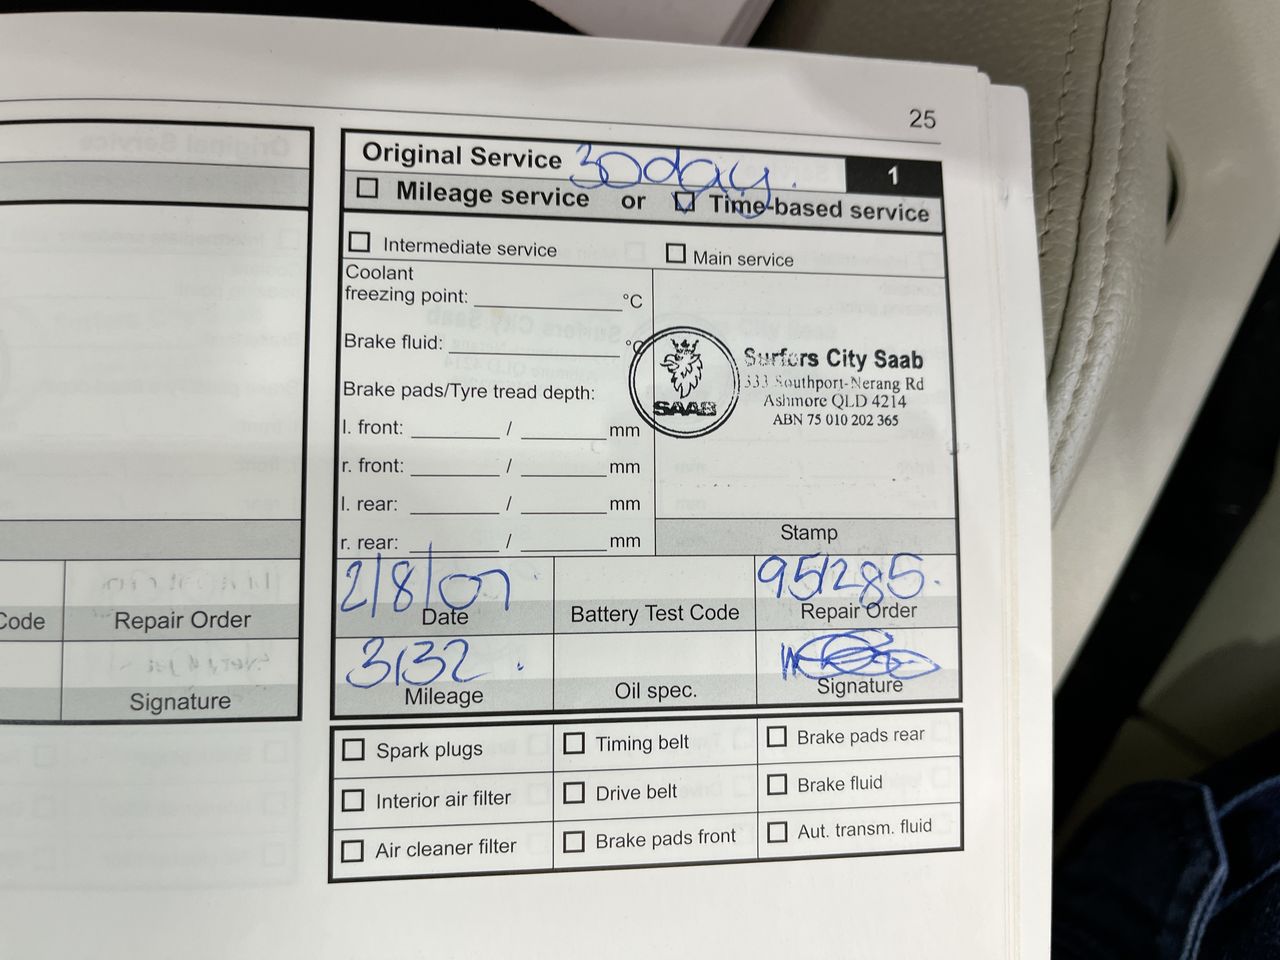 25
Original Service 30 day.
1
Mileage service or Time-based service
Intermediate service
Main service
Coolant
freezing point: °C
Brake fluid: °C
Brake pads/Tyre tread depth:
l. front: / mm
r. front: / mm
l. rear: / mm
r. rear: / mm
SAAB
Surfers City Saab
333 Southport-Nerang Rd
Ashmore QLD 4214
ABN 75 010 202 365
Stamp
2/8/07
Date
Battery Test Code
951285.
Repair Order
3132
Mileage
Oil spec.
Signature
Spark plugs
Timing belt
Brake pads rear
Interior air filter
Drive belt
Brake fluid
Air cleaner filter
Brake pads front
Aut. transm. fluid
Code
Repair Order
Signature